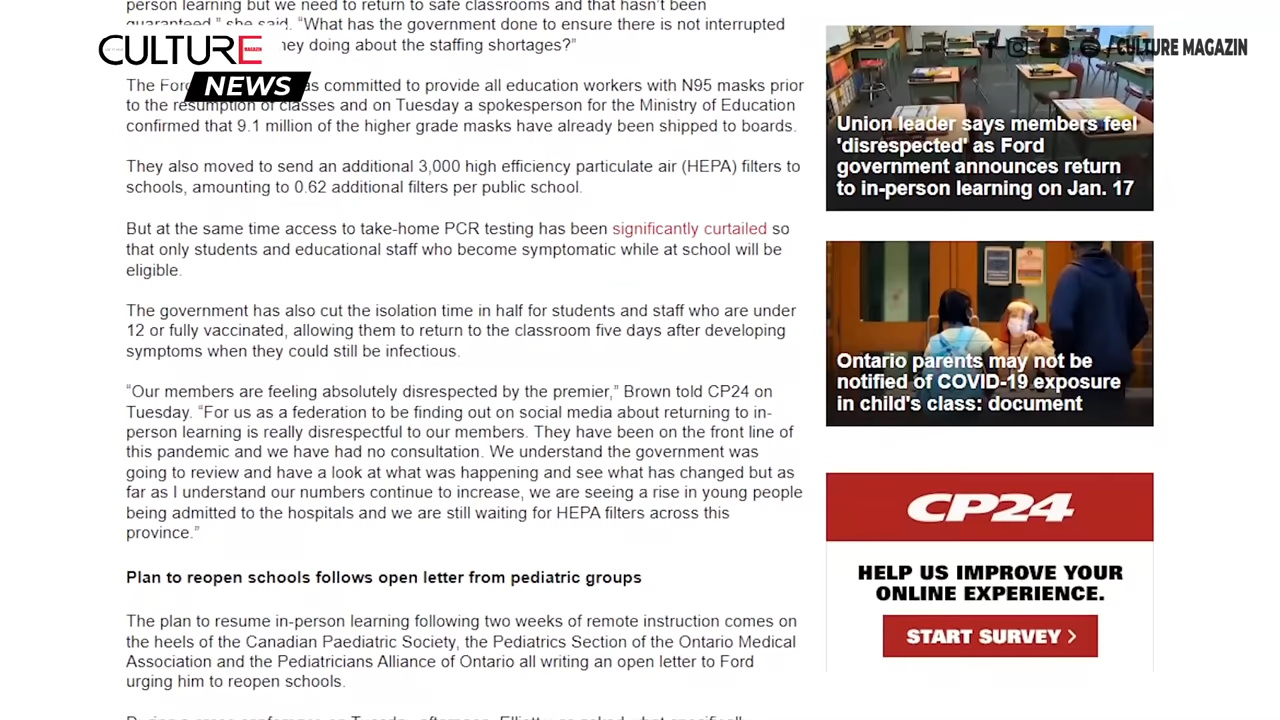 person learning but we need to return to safe classrooms and that hasn't been
guaranteed," she said. “What has the government done to ensure there is not interrupted
hey doing about the staffing shortages?”
CULTURE
MAGAZIN
NEWS
/ CULTURE MAGAZIN
The Ford as committed to provide all education workers with N95 masks prior
to the resumption of classes and on Tuesday a spokesperson for the Ministry of Education
confirmed that 9.1 million of the higher grade masks have already been shipped to boards.
They also moved to send an additional 3,000 high efficiency particulate air (HEPA) filters to
schools, amounting to 0.62 additional filters per public school.
But at the same time access to take-home PCR testing has been significantly curtailed so
that only students and educational staff who become symptomatic while at school will be
eligible.
The government has also cut the isolation time in half for students and staff who are under
12 or fully vaccinated, allowing them to return to the classroom five days after developing
symptoms when they could still be infectious.
“Our members are feeling absolutely disrespected by the premier,” Brown told CP24 on
Tuesday. “For us as a federation to be finding out on social media about returning to in-
person learning is really disrespectful to our members. They have been on the front line of
this pandemic and we have had no consultation. We understand the government was
going to review and have a look at what was happening and see what has changed but as
far as I understand our numbers continue to increase, we are seeing a rise in young people
being admitted to the hospitals and we are still waiting for HEPA filters across this
province.”
Plan to reopen schools follows open letter from pediatric groups
The plan to resume in-person learning following two weeks of remote instruction comes on
the heels of the Canadian Paediatric Society, the Pediatrics Section of the Ontario Medical
Association and the Pediatricians Alliance of Ontario all writing an open letter to Ford
urging him to reopen schools.
Union leader says members feel
'disrespected' as Ford
government announces return
to in-person learning on Jan. 17
Ontario parents may not be
notified of COVID-19 exposure
in child's class: document
CP24
HELP US IMPROVE YOUR
ONLINE EXPERIENCE.
START SURVEY >